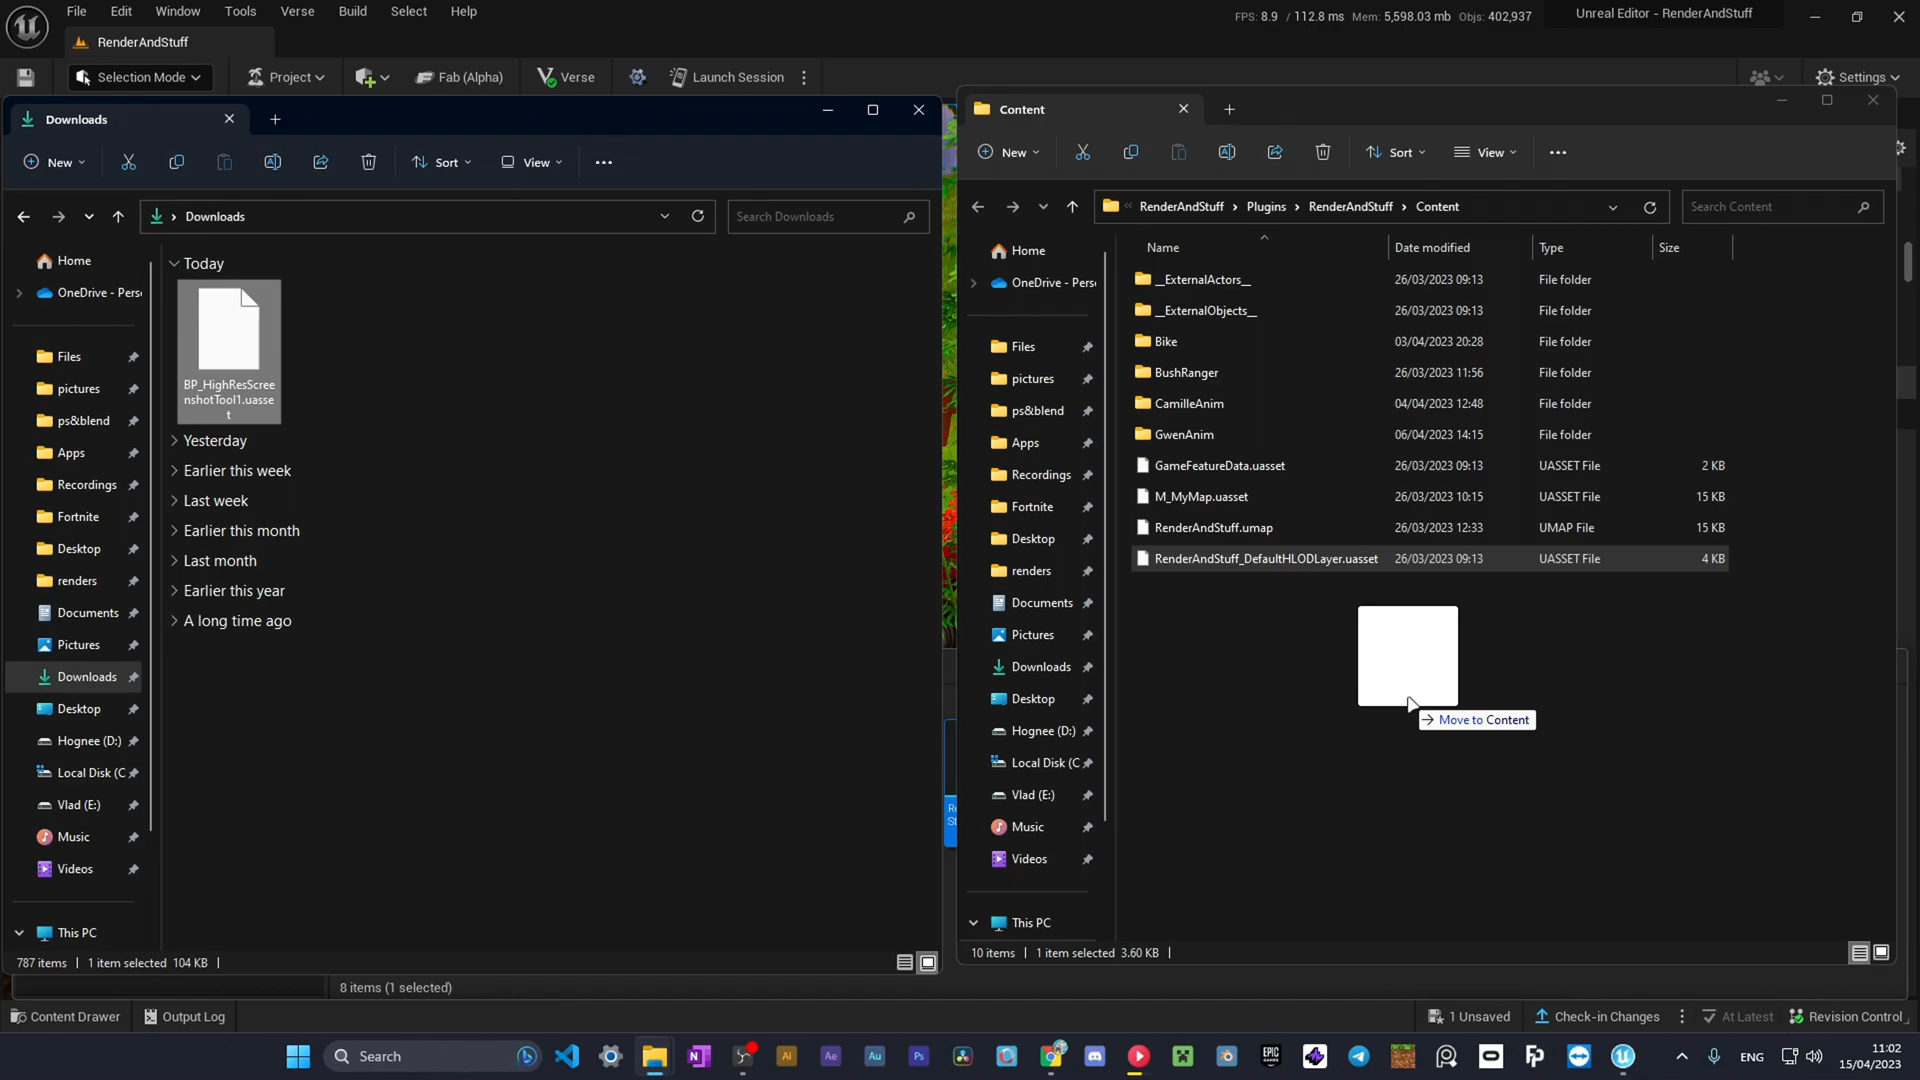 File Edit Window Tools Verse Build Select Help
FPS: 8.9 / 112.8 ms Mem: 5,598.03 mb Objs: 402,937
Unreal Editor - RenderAndStuff
RenderAndStuff
Selection Mode
Project
Fab (Alpha)
Verse
Launch Session
Settings
Downloads
New
Sort
View
Downloads
Search Downloads
Home
OneDrive - Pers
Files
pictures
ps&blend
Apps
Recordings
Fortnite
Desktop
renders
Documents
Pictures
Downloads
Desktop
Hognee (D:)
Local Disk (C
Vlad (E:)
Music
Videos
This PC
Today
BP_HighResScree
nshotTool1.uasse
t
Yesterday
Earlier this week
Last week
Earlier this month
Last month
Earlier this year
A long time ago
787 items 1 item selected 104 KB
Content
New
Sort
View
RenderAndStuff > Plugins > RenderAndStuff > Content
Search Content
Home
OneDrive - Pers
Files
pictures
ps&blend
Apps
Recordings
Fortnite
Desktop
renders
Documents
Pictures
Downloads
Desktop
Hognee (D:)
Local Disk (C
Vlad (E:)
Music
Videos
This PC
Name Date modified Type Size
__ExternalActors__ 26/03/2023 09:13 File folder
__ExternalObjects__ 26/03/2023 09:13 File folder
Bike 03/04/2023 20:28 File folder
BushRanger 26/03/2023 11:56 File folder
CamilleAnim 04/04/2023 12:48 File folder
GwenAnim 06/04/2023 14:15 File folder
GameFeatureData.uasset 26/03/2023 09:13 UASSET File 2 KB
M_MyMap.uasset 26/03/2023 10:15 UASSET File 15 KB
RenderAndStuff.umap 26/03/2023 12:33 UMAP File 15 KB
RenderAndStuff_DefaultHLODLayer.uasset 26/03/2023 09:13 UASSET File 4 KB
Move to Content
10 items 1 item selected 3.60 KB
8 items (1 selected)
Content Drawer
Output Log
1 Unsaved
Check-in Changes
At Latest
Revision Control
Search
Ai
Ae
Au
Ps
EPIC
GAMES
ENG
11:02
15/04/2023